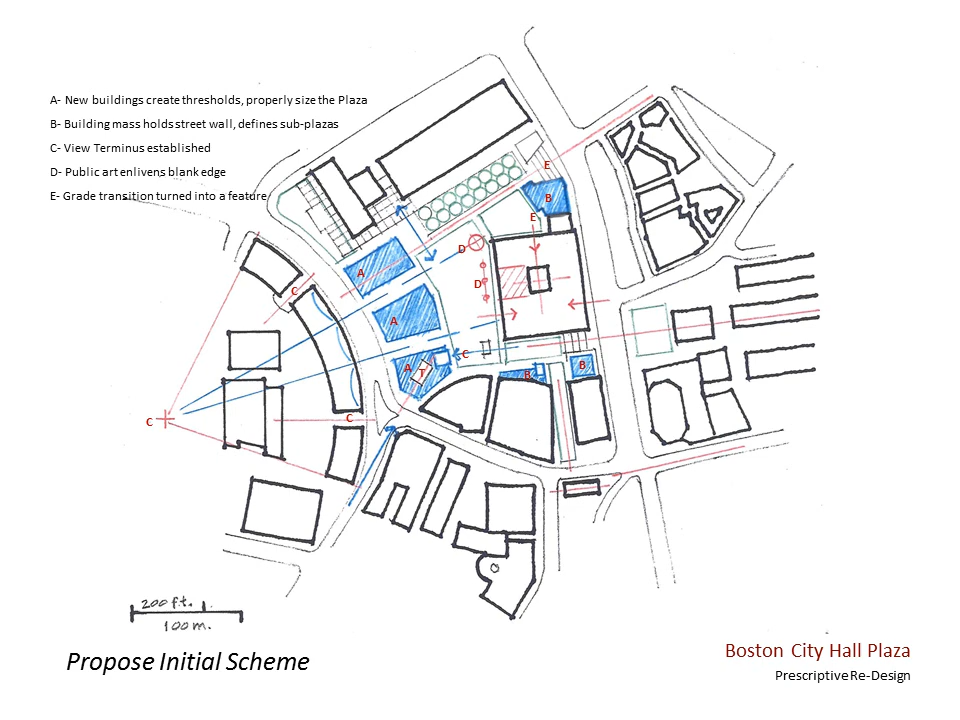 A- New buildings create thresholds, properly size the Plaza
B- Building mass holds street wall, defines sub-plazas
C- View Terminus established
D- Public art enlivens blank edge
E- Grade transition turned into a feature
E
B
E
D
A
D
C
A
C
A
T
B
B
C
C
200 ft.
100 m.
Propose Initial Scheme
Boston City Hall Plaza
Prescriptive Re-Design